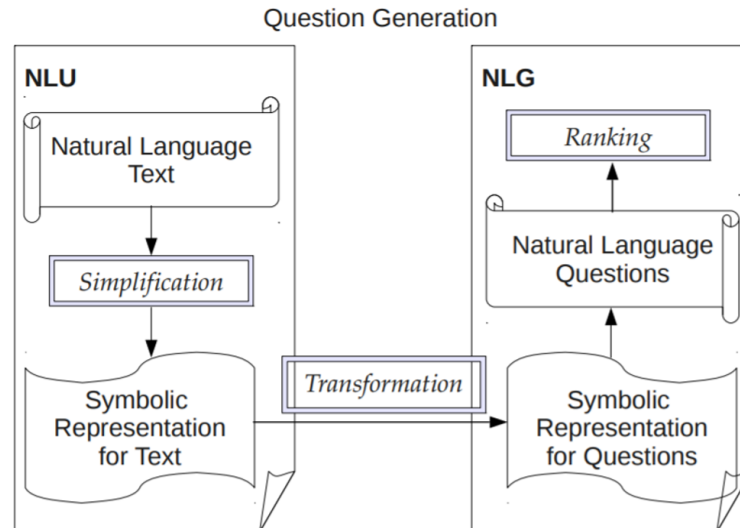 Question Generation
NLU
Natural Language
Text
Simplification
Symbolic
Representation
for Text
Transformation
NLG
Ranking
Natural Language
Questions
Symbolic
Representation
for Questions